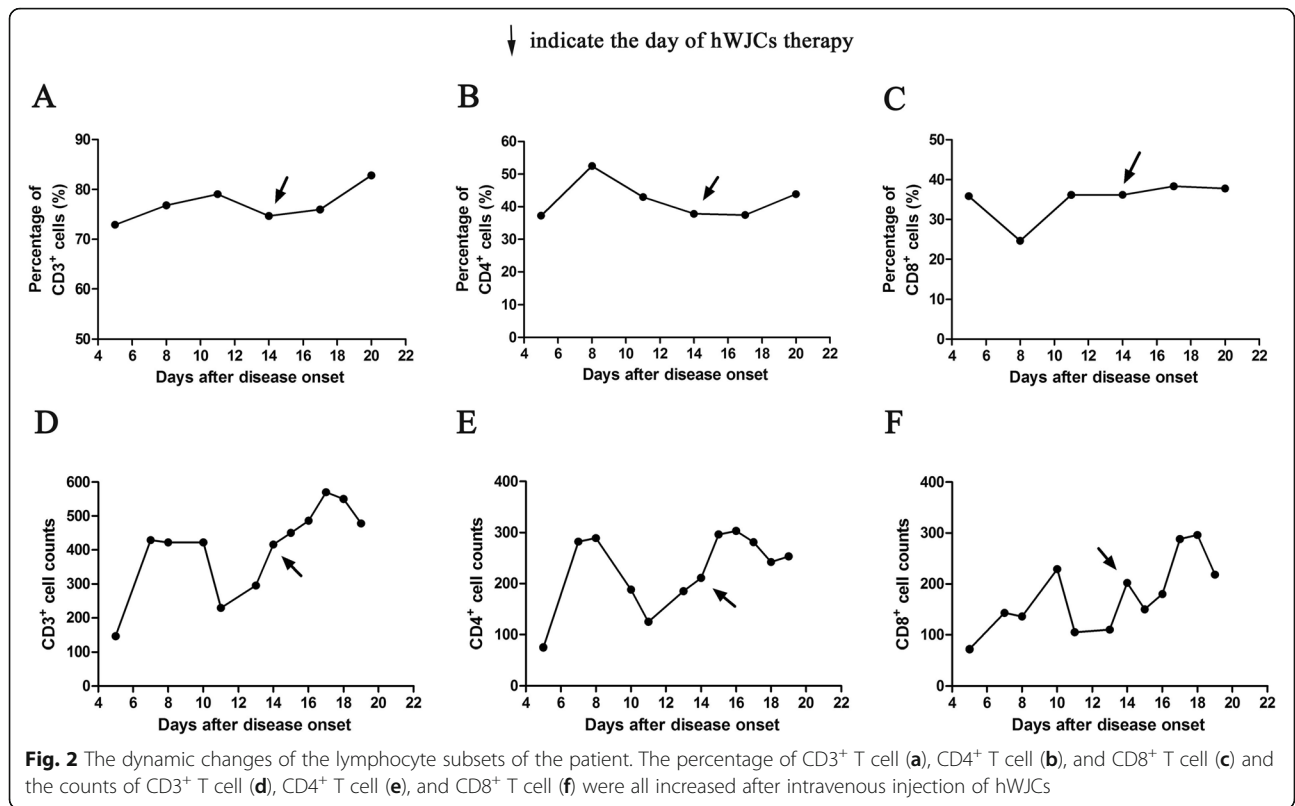 ↓ indicate the day of hWJCs therapy
A
B
C
Percentage of
CD3⁺ cells (%)
90
80
70
60
50
4 6 8 10 12 14 16 18 20 22
Days after disease onset
Percentage of
CD4⁺ cells (%)
60
50
40
30
20
10
0
4 6 8 10 12 14 16 18 20 22
Days after disease onset
Percentage of
CD8⁺ cells (%)
50
40
30
20
10
0
4 6 8 10 12 14 16 18 20 22
Days after disease onset
D
E
F
CD3⁺ cell counts
600
500
400
300
200
100
0
4 6 8 10 12 14 16 18 20 22
Days after disease onset
CD4⁺ cell counts
400
300
200
100
0
4 6 8 10 12 14 16 18 20 22
Days after disease onset
CD8⁺ cell counts
400
300
200
100
0
4 6 8 10 12 14 16 18 20 22
Days after disease onset
Fig. 2 The dynamic changes of the lymphocyte subsets of the patient. The percentage of CD3⁺ T cell (a), CD4⁺ T cell (b), and CD8⁺ T cell (c) and
the counts of CD3⁺ T cell (d), CD4⁺ T cell (e), and CD8⁺ T cell (f) were all increased after intravenous injection of hWJCs